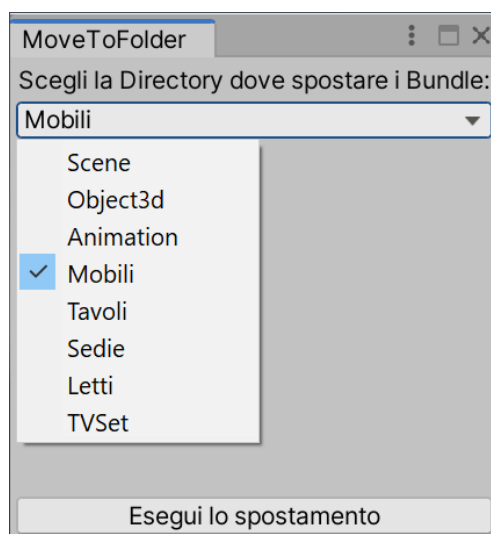 MoveToFolder
Scegli la Directory dove spostare i Bundle:
Mobili
Scene
Object3d
Animation
Mobili
Tavoli
Sedie
Letti
TVSet
Esegui lo spostamento